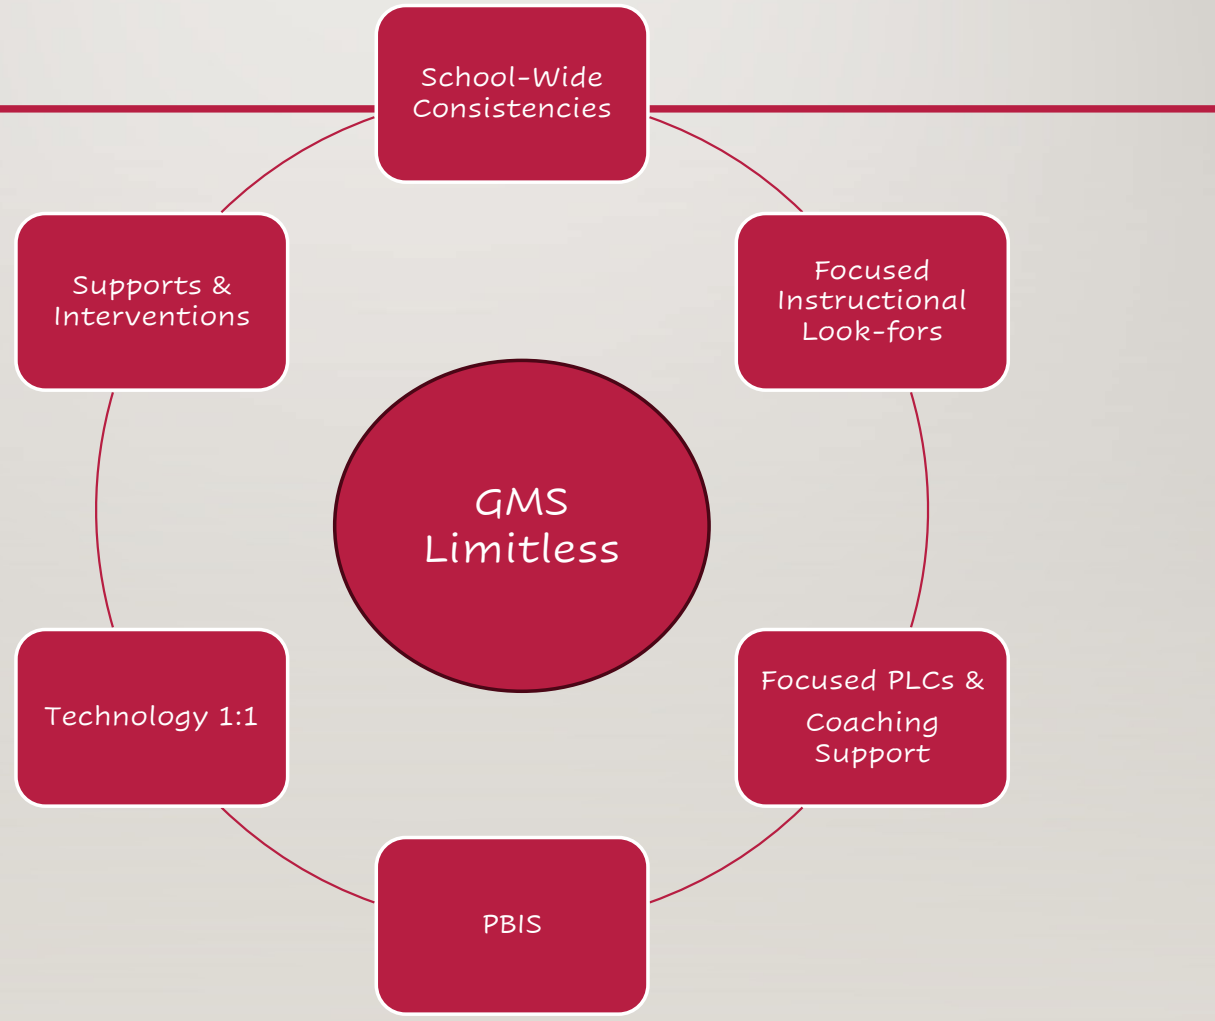 School-Wide
Consistencies
Focused
Instructional
Look-fors
Focused PLCs &
Coaching
Support
PBIS
Technology 1:1
Supports &
Interventions
GMS
Limitless